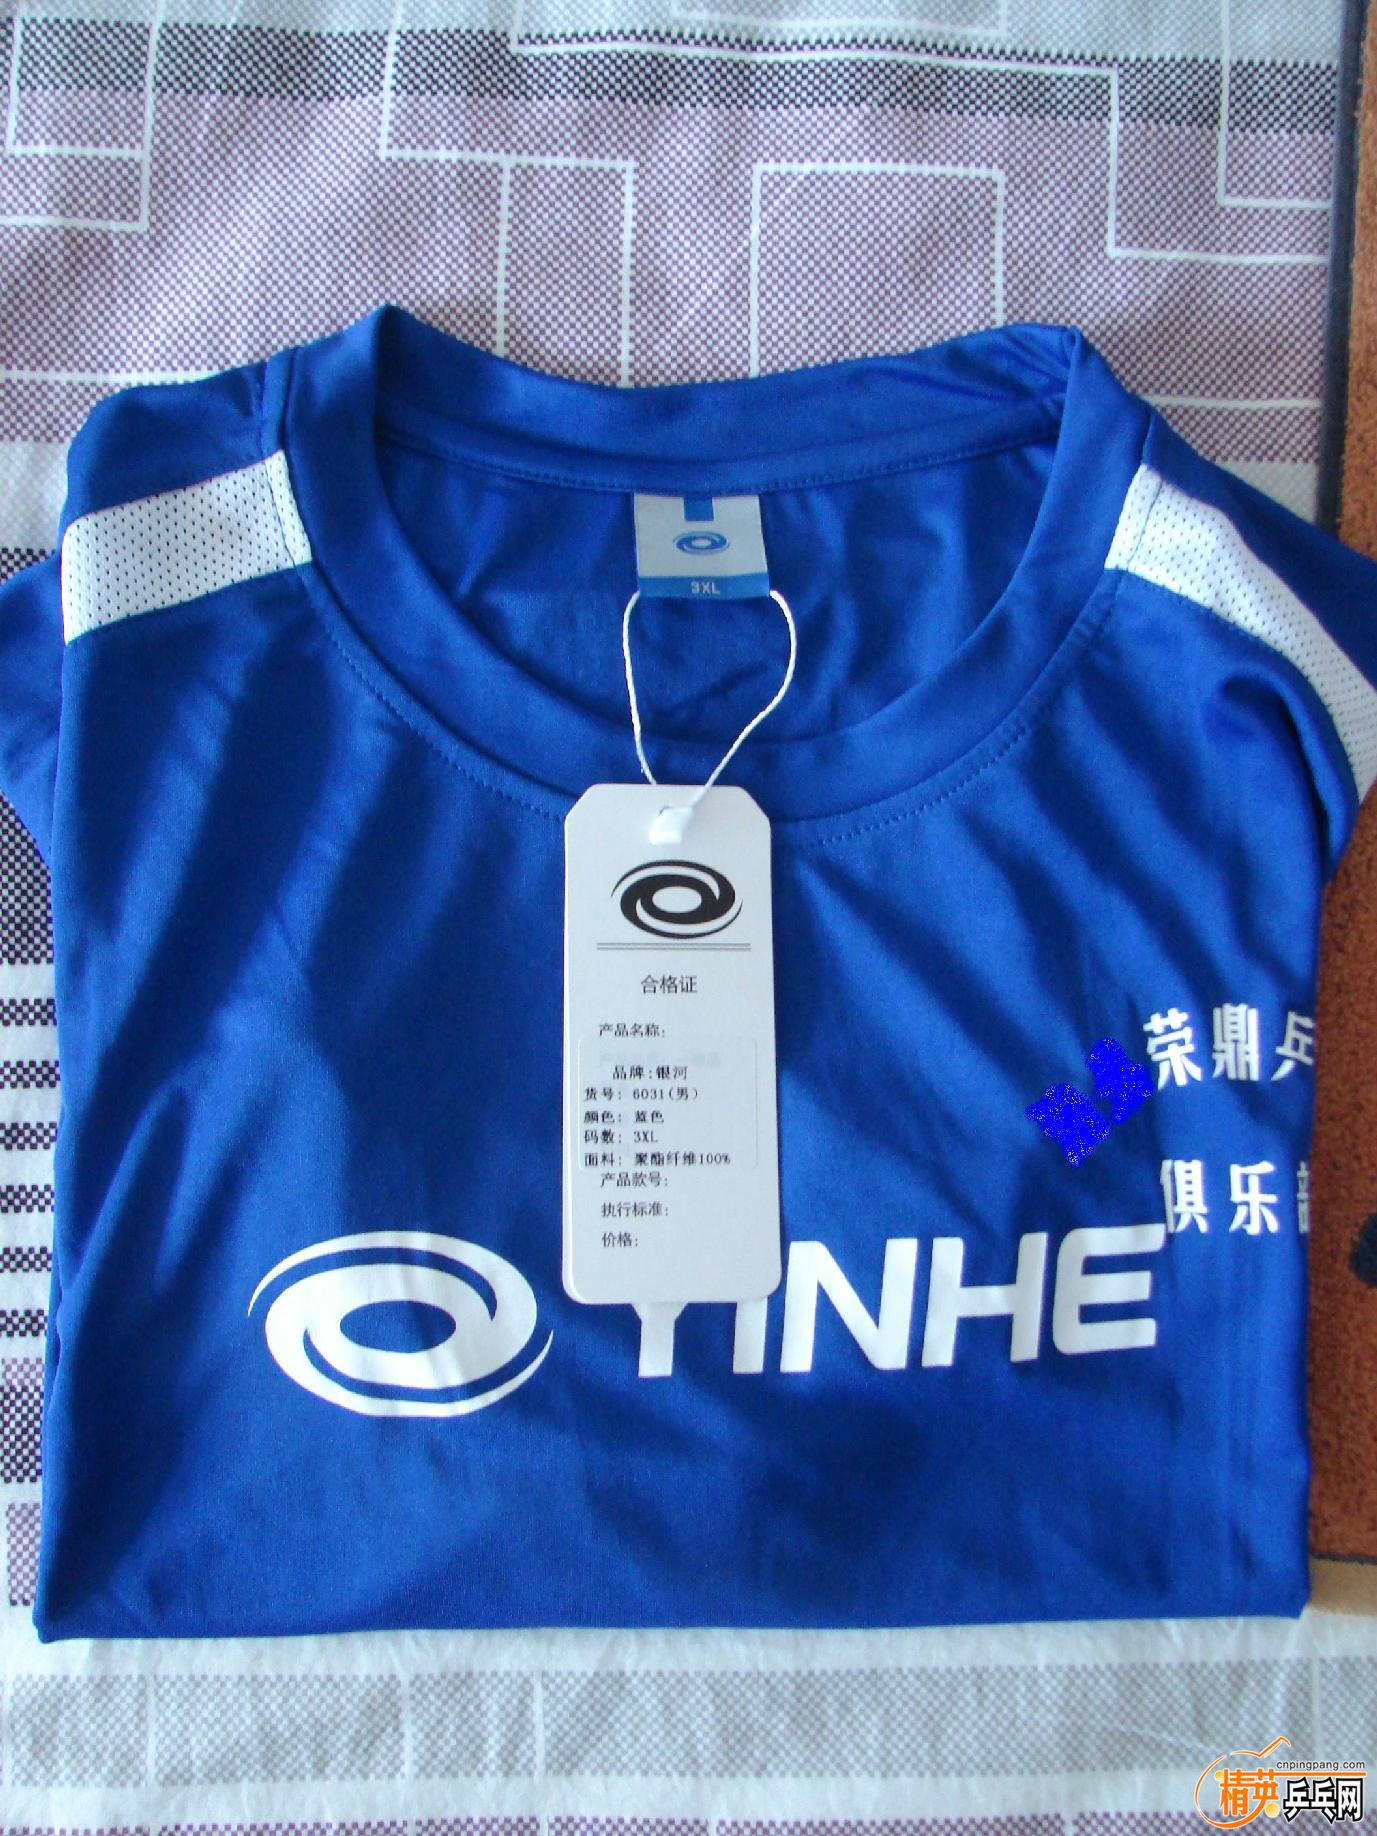 3XL
合格证
产品名称:
品牌:银河
货号: 6031(男)
颜色: 蓝色
码数: 3XL
面料: 聚酯纤维100%
产品款号:
执行标准:
价格:
荣鼎乒
俱乐部
YINHE
cnpingpang.com
精英乒乓网